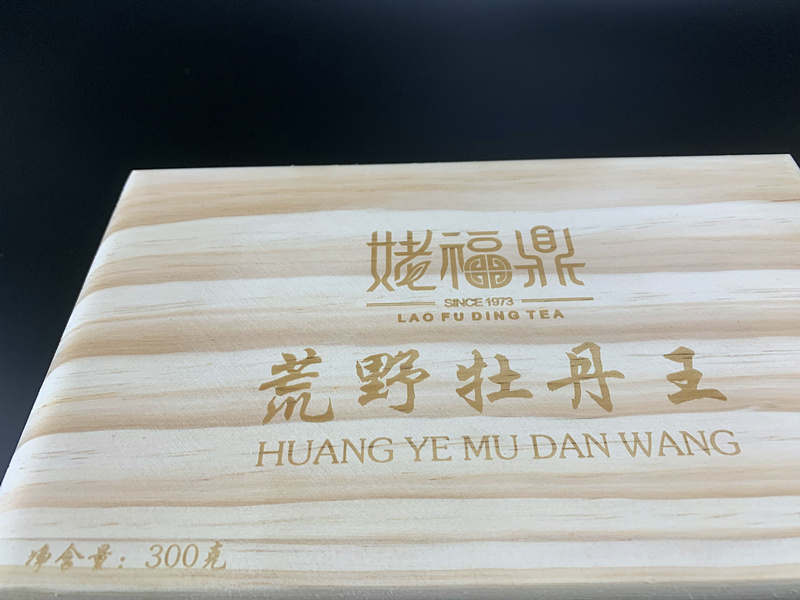 姥福鼎
SINCE 1973
LAO FU DING TEA
荒野牡丹王
HUANG YE MU DAN WANG
净含量：300克